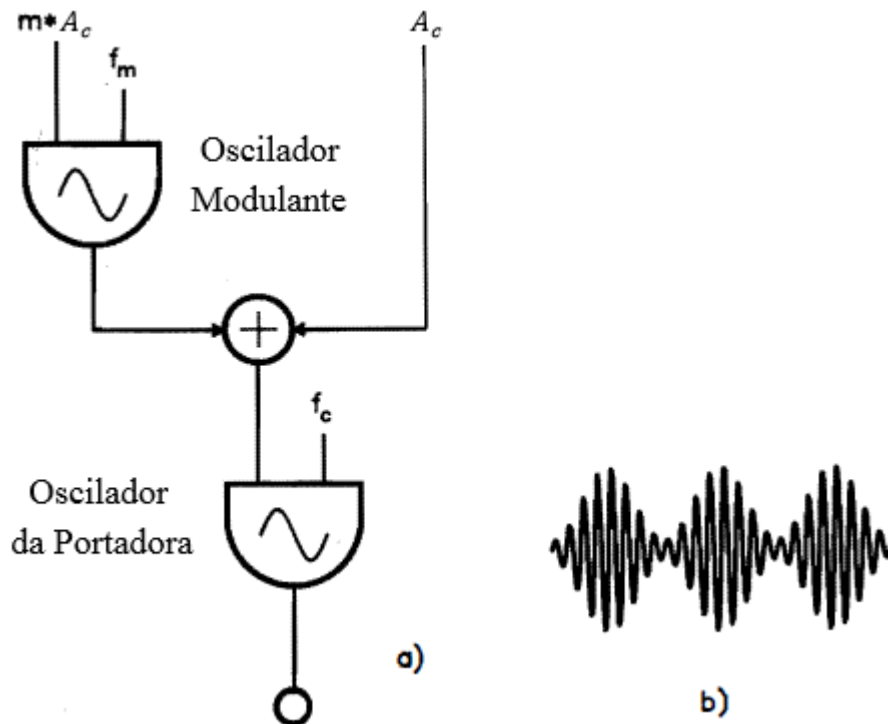 m* A_c
A_c
f_m
Oscilador
Modulante
+
f_c
Oscilador
da Portadora
a)
b)